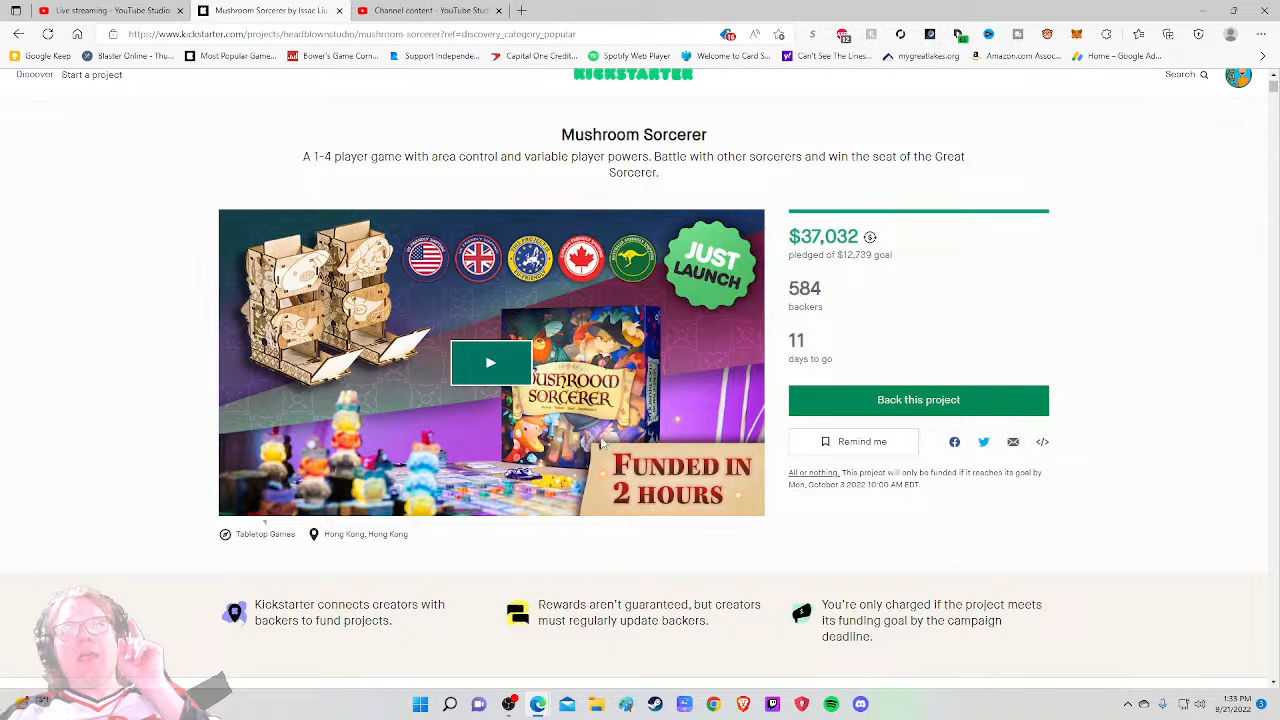 Live streaming - YouTube Studio
Mushroom Sorcerer by Issac Liu
Channel content - YouTube Stu
https://www.kickstarter.com/projects/headblownstudio/mushroom-sorcerer?ref=discovery_category_popular
Google Keep
Blaster Online: Thu...
Most Popular Game...
Support Independe...
Capital One Credit...
Spotify Web Player
Welcome to Card S...
Can't See Tomorro...
mygreatlakes.org
Amazon.com Assoc...
Home - Google Ad...
Discover
Start a project
KICKSTARTER
Search
Mushroom Sorcerer
A 1-4 player game with area control and variable player powers. Battle with other sorcerers and win the seat of the Great
Sorcerer.
JUST
LAUNCH
MUSHROOM
SORCERER
FUNDED IN
2 HOURS
$37,032
pledged of $12,739 goal
584
backers
11
days to go
Back this project
Remind me
All or nothing. This project will only be funded if it reaches its goal by
Mon, October 3 2022 10:00 AM EDT.
Tabletop Games
Hong Kong, Hong Kong
Kickstarter connects creators with
backers to fund projects.
Rewards aren't guaranteed, but creators
must regularly update backers.
You're only charged if the project meets
its funding goal by the campaign
deadline.
75°F
1:33 PM
9/21/2022